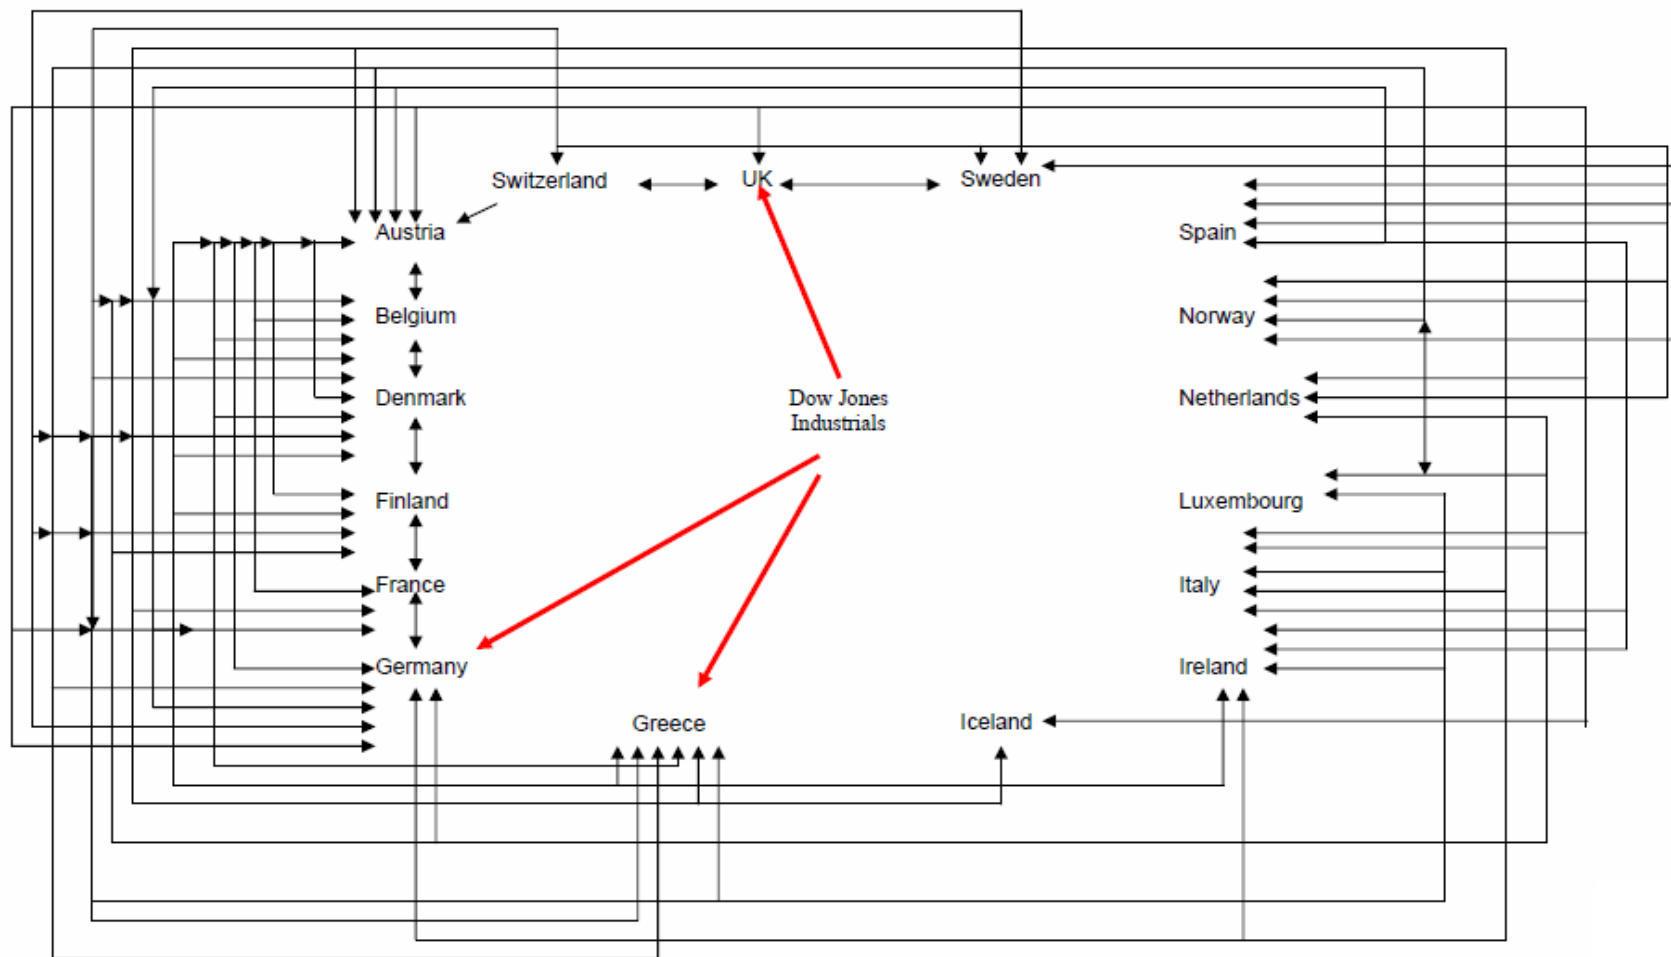 Switzerland
UK
Sweden
Austria
Spain
Belgium
Norway
Denmark
Dow Jones
Industrials
Netherlands
Finland
Luxembourg
France
Italy
Germany
Ireland
Greece
Iceland